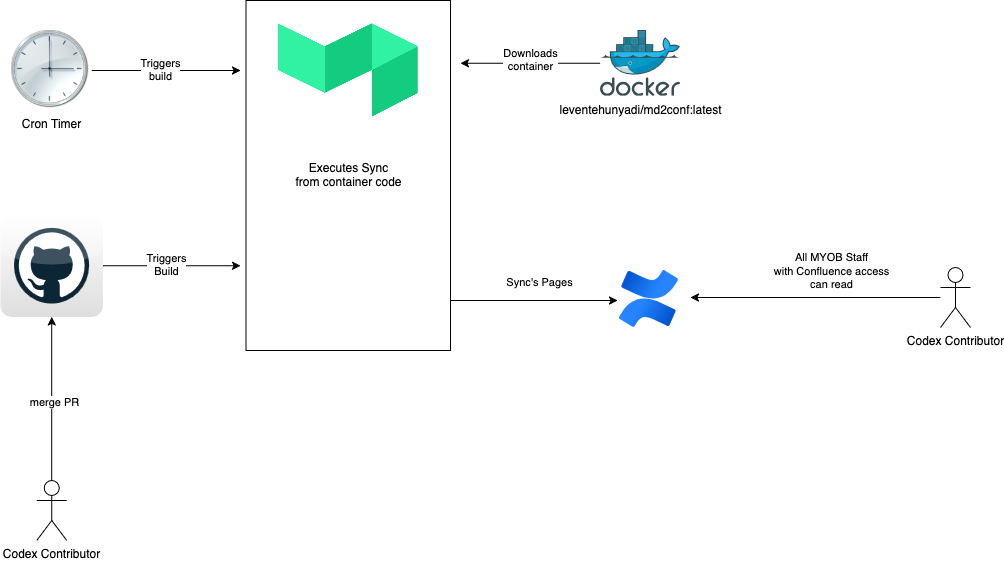 Triggers
build
Cron Timer
Executes Sync
from container code
Downloads
container
docker
leventehunyadi/md2conf:latest
Triggers
Build
Sync's Pages
All MYOB Staff
with Confluence access
can read
Codex Contributor
merge PR
Codex Contributor